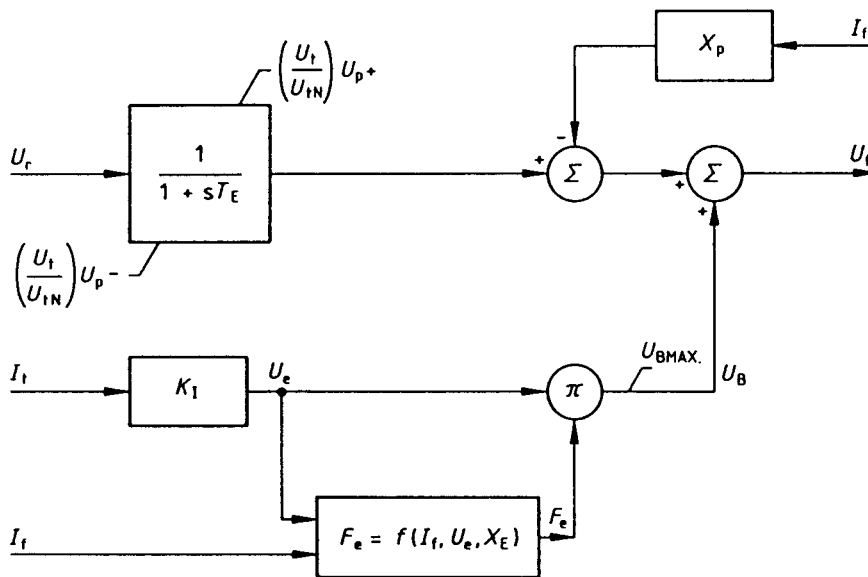 (U_t / U_tN) U_p+
X_p
I_f
U_r
1 / (1 + sT_E)
-
+
Σ
+
Σ
U_f
+
(U_t / U_tN) U_p-
I_t
K_I
U_e
π
U_BMAX.
U_B
I_f
F_e = f(I_f, U_e, X_E)
F_e